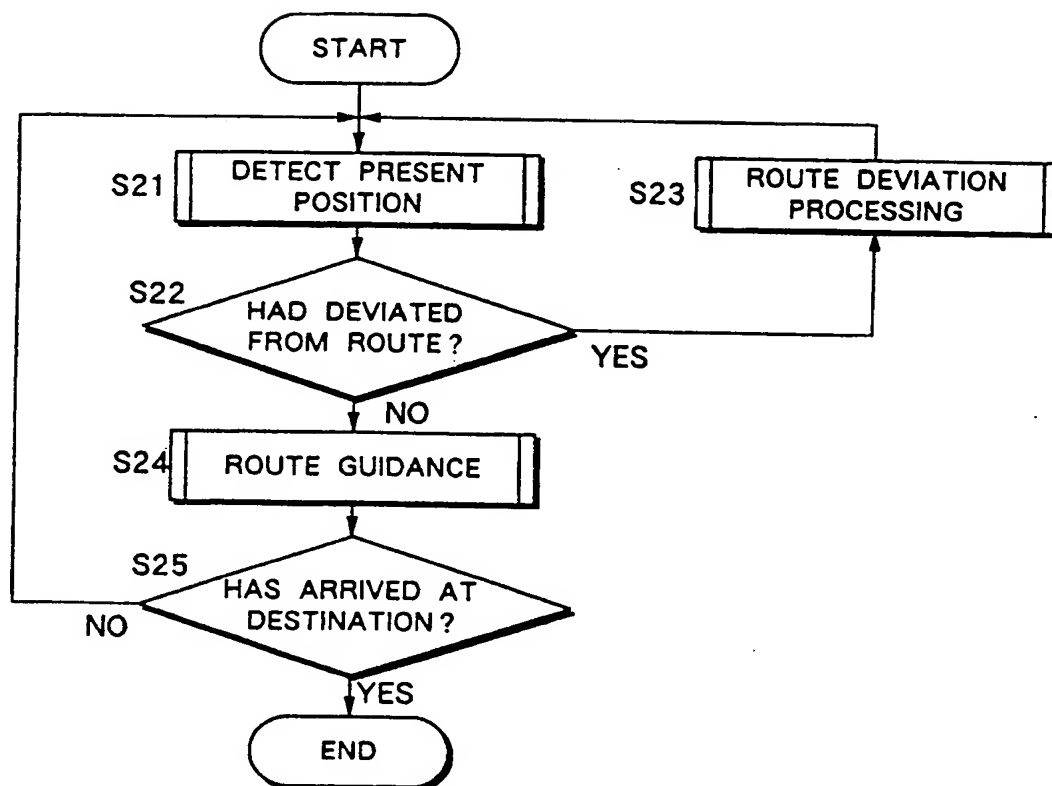 START
S21
DETECT PRESENT
POSITION
S23
ROUTE DEVIATION
PROCESSING
S22
HAD DEVIATED
FROM ROUTE?
YES
NO
S24
ROUTE GUIDANCE
S25
HAS ARRIVED AT
DESTINATION?
NO
YES
END